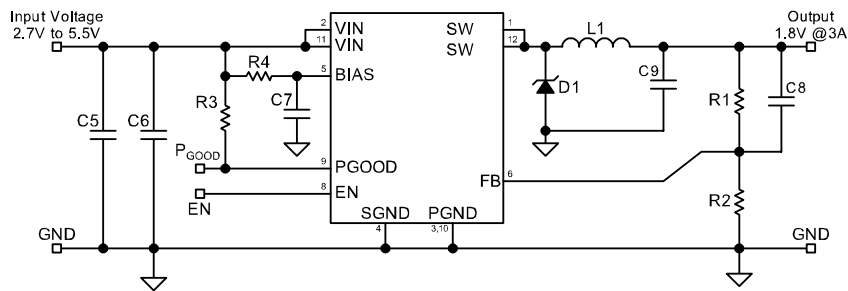 Input Voltage
2.7V to 5.5V
Output
1.8V @3A
2
VIN
11
VIN
SW
1
SW
12
L1
R4
5
BIAS
C9
D1
R3
C7
R1
C8
C5
C6
PGOOD
9
PGOOD
FB
6
8
EN
EN
R2
SGND
PGND
4
3,10
GND
GND